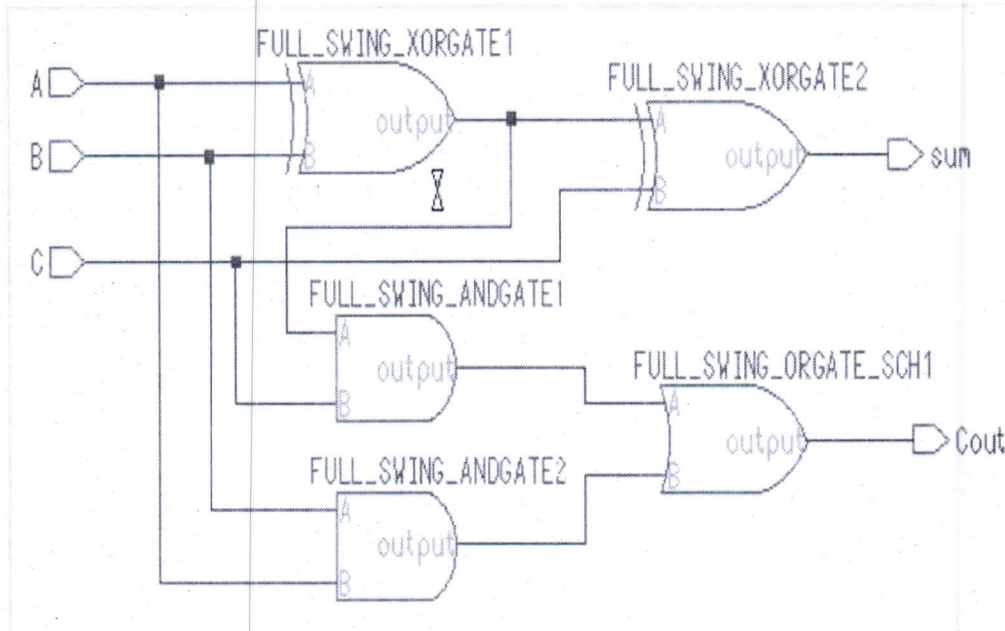 FULL_SWING_XORGATE1
FULL_SWING_XORGATE2
A
A
output
A
output
sum
B
B
B
C
FULL_SWING_ANDGATE1
A
output
B
FULL_SWING_ORGATE_SCH1
A
output
B
Cout
FULL_SWING_ANDGATE2
A
output
B